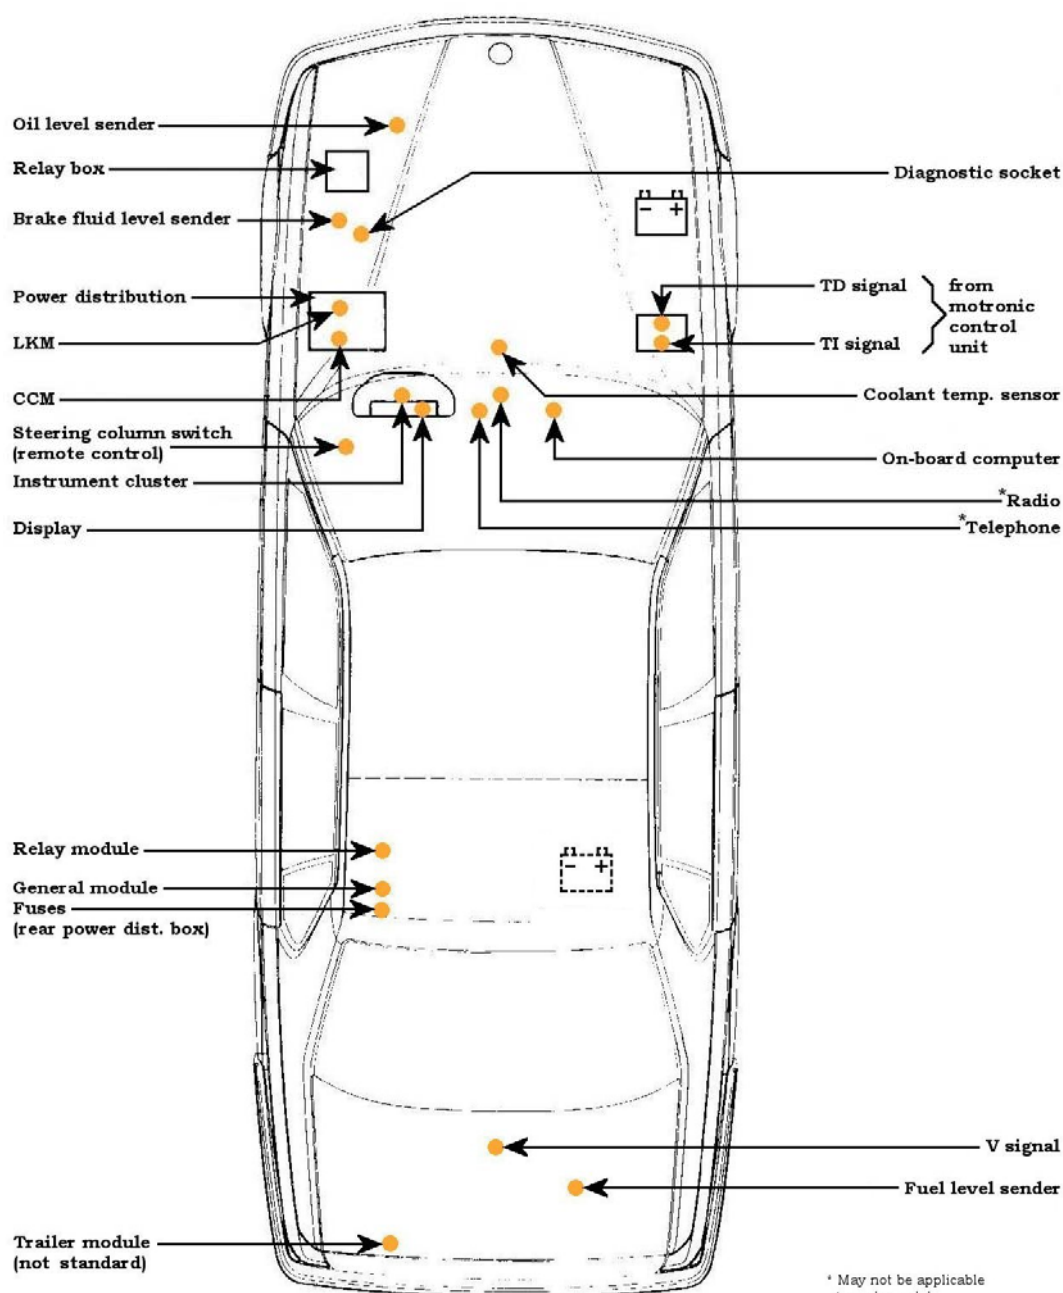 Oil level sender
Relay box
Diagnostic socket
Brake fluid level sender
Power distribution
TD signal
from
motronic
control
unit
LKM
TI signal
CCM
Coolant temp. sensor
Steering column switch
(remote control)
On-board computer
Instrument cluster
*Radio
Display
*Telephone
Relay module
General module
Fuses
(rear power dist. box)
V signal
Fuel level sender
Trailer module
(not standard)
* May not be applicable